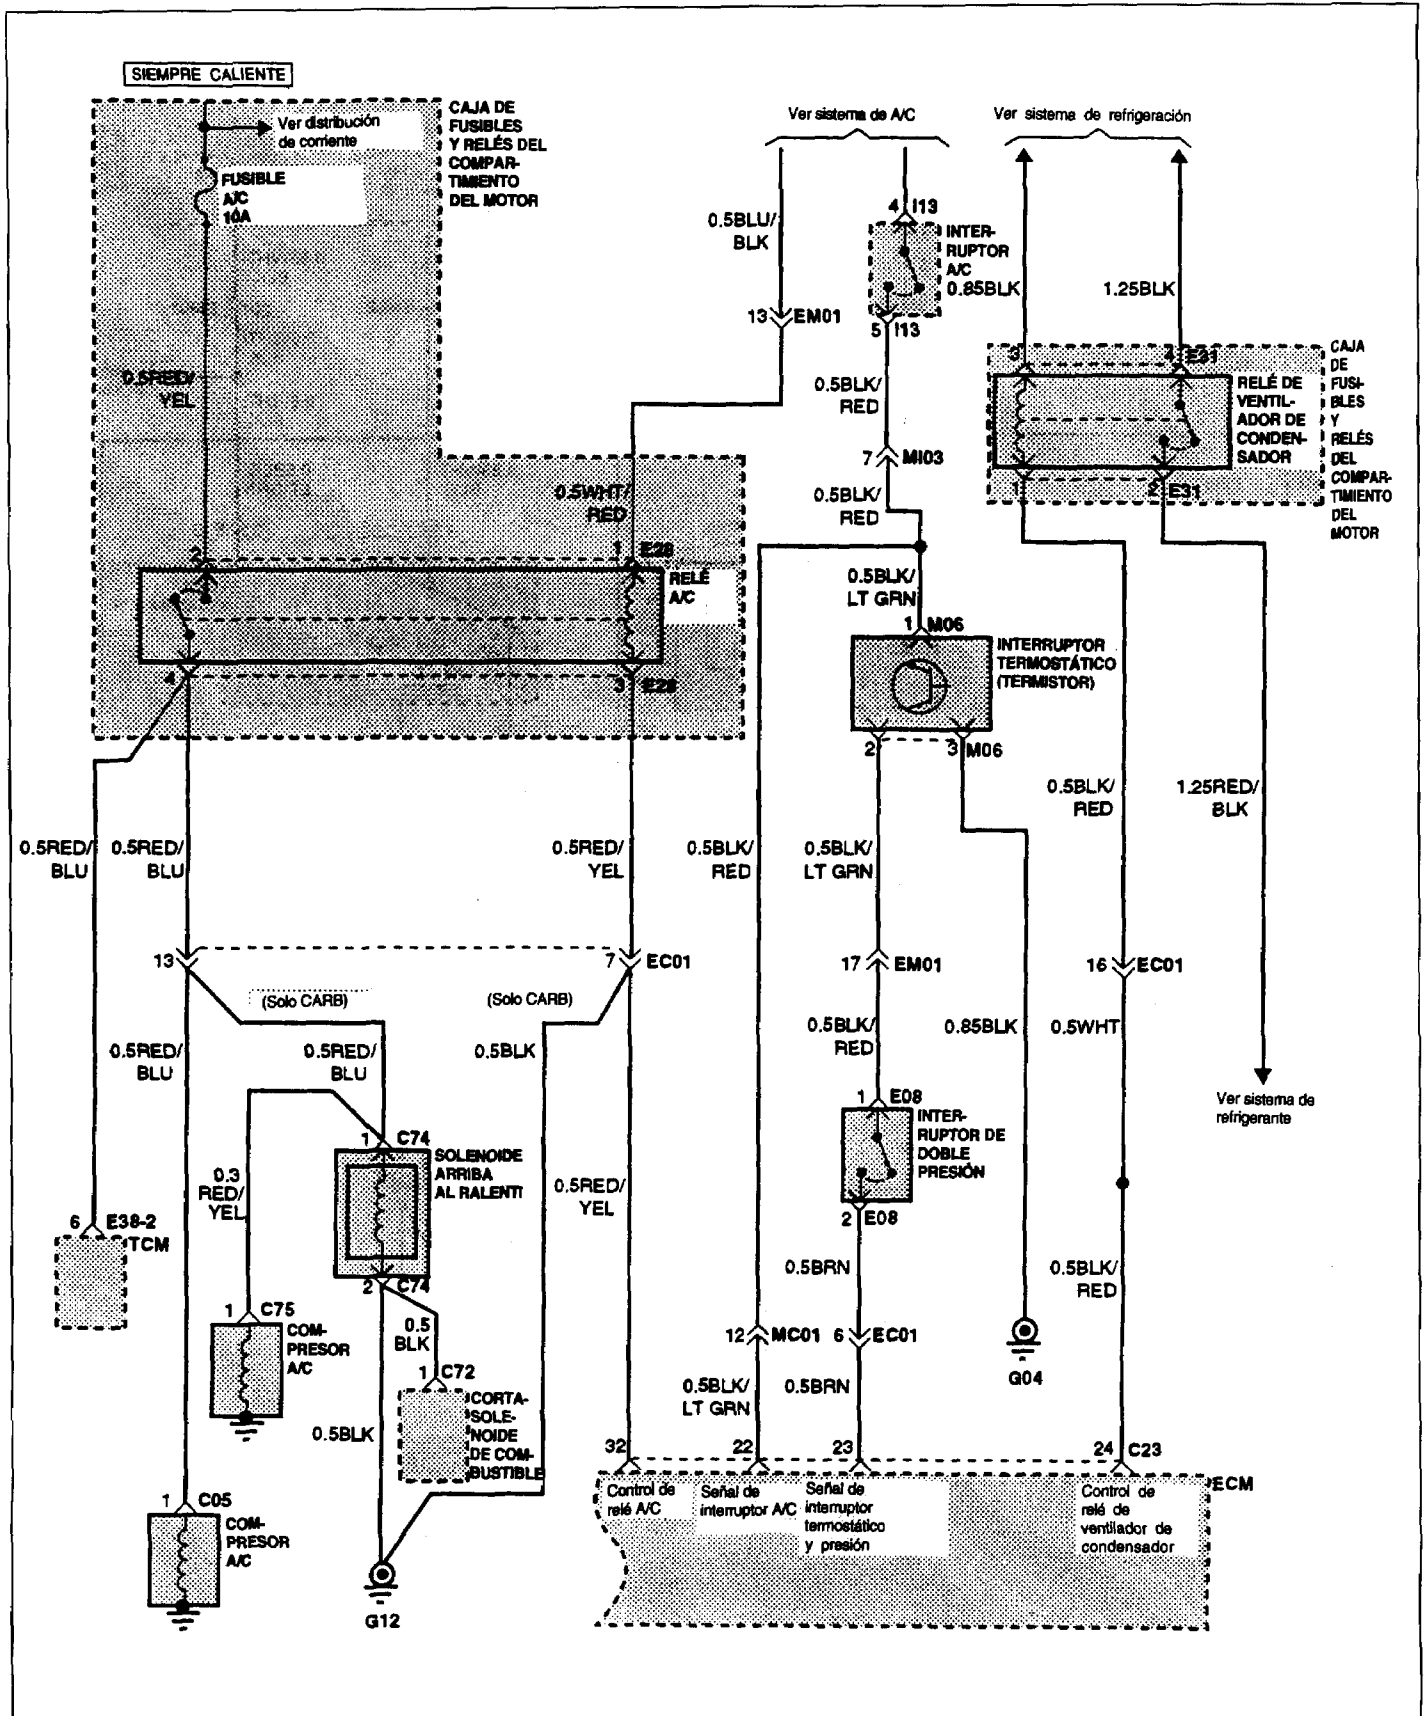 SIEMPRE CALIENTE
Ver distribución
de corriente
CAJA DE
FUSIBLES
Y RELÉS DEL
COMPAR-
TIMIENTO
DEL MOTOR
FUSIBLE
A/C
10A
0.5RED/
YEL
0.5WHT/
RED
2
1 E28
RELÉ
A/C
4
3 E28
Ver sistema de A/C
0.5BLU/
BLK
13 EM01
4 I13
INTER-
RUPTOR
A/C
5 I13
0.5BLK/
RED
7 MI03
0.5BLK/
RED
0.5BLK/
LT GRN
1 M06
INTERRUPTOR
TERMOSTÁTICO
(TERMISTOR)
2
3 M06
Ver sistema de refrigeración
0.85BLK
1.25BLK
3
4 E31
RELÉ DE
VENTIL-
ADOR DE
CONDEN-
SADOR
1
2 E31
CAJA
DE
FUSI-
BLES
Y
RELÉS
DEL
COMPAR-
TIMIENTO
DEL
MOTOR
0.5RED/
BLU
0.5RED/
BLU
0.5RED/
YEL
0.5BLK/
RED
0.5BLK/
LT GRN
0.5BLK/
RED
1.25RED/
BLK
13
7 EC01
17 EM01
16 EC01
(Solo CARB)
(Solo CARB)
0.5RED/
BLU
0.5RED/
BLU
0.5BLK
0.5BLK/
RED
0.85BLK
0.5WHT
Ver sistema de
refrigerante
1 E08
INTER-
RUPTOR DE
DOBLE
PRESIÓN
2 E08
1 C74
SOLENOIDE
ARRIBA
AL RALENTI
2 C74
0.3
RED/
YEL
0.5RED/
YEL
6 E38-2
TCM
0.5BRN
0.5BLK/
RED
1 C75
COM-
PRESOR
A/C
0.5
BLK
1 C72
CORTA-
SOLE-
NOIDE
DE COM-
BUSTIBLE
0.5BLK
12 MC01
6 EC01
G04
0.5BLK/
LT GRN
0.5BRN
1 C05
COM-
PRESOR
A/C
G12
32
22
23
24 C23
ECM
Control de
relé A/C
Señal de
interruptor A/C
Señal de
interruptor
termostático
y presión
Control de
relé de
ventilador de
condensador